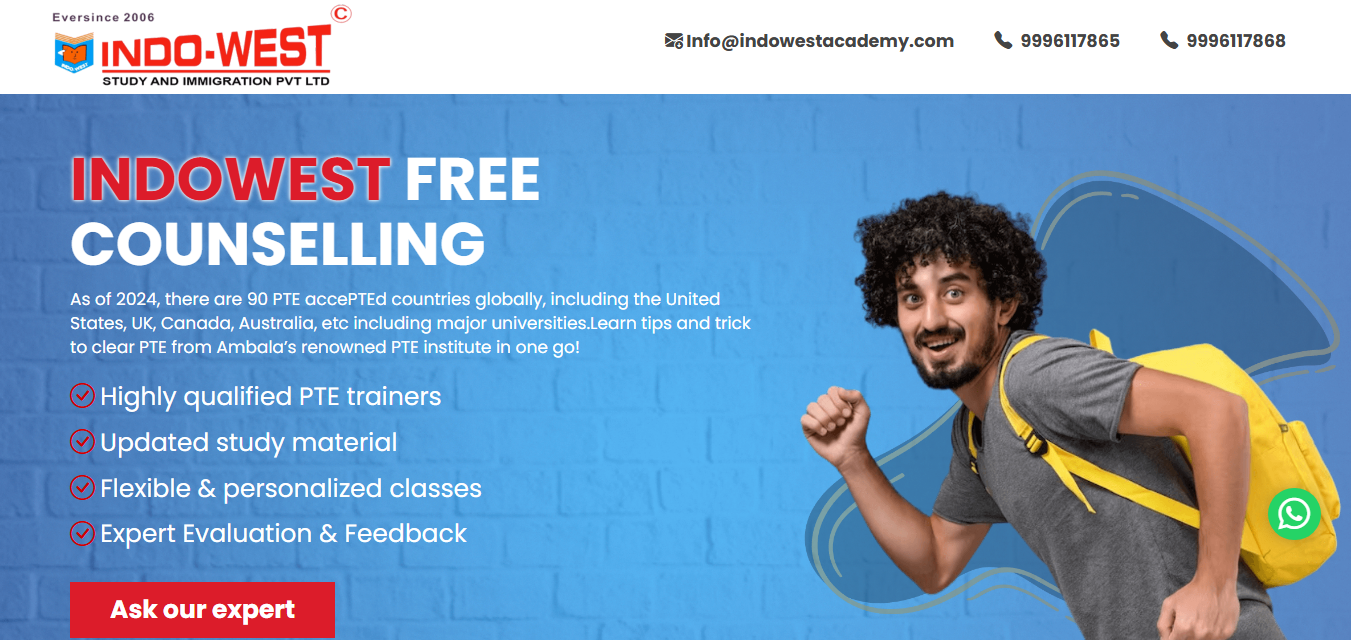 Eversince 2006
©
INDO-WEST
INDO-WEST
STUDY AND IMMIGRATION PVT LTD
Info@indowestacademy.com
9996117865
9996117868
INDOWEST FREE
COUNSELLING
As of 2024, there are 90 PTE accePTEd countries globally, including the United
States, UK, Canada, Australia, etc including major universities.Learn tips and trick
to clear PTE from Ambala’s renowned PTE institute in one go!
Highly qualified PTE trainers
Updated study material
Flexible & personalized classes
Expert Evaluation & Feedback
Ask our expert